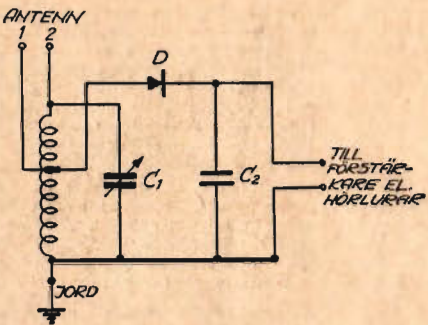 ANTENN
1 2
D
C1
C2
TILL
FÖRSTÄR-
KARE EL.
HÖRLURAR
JORD